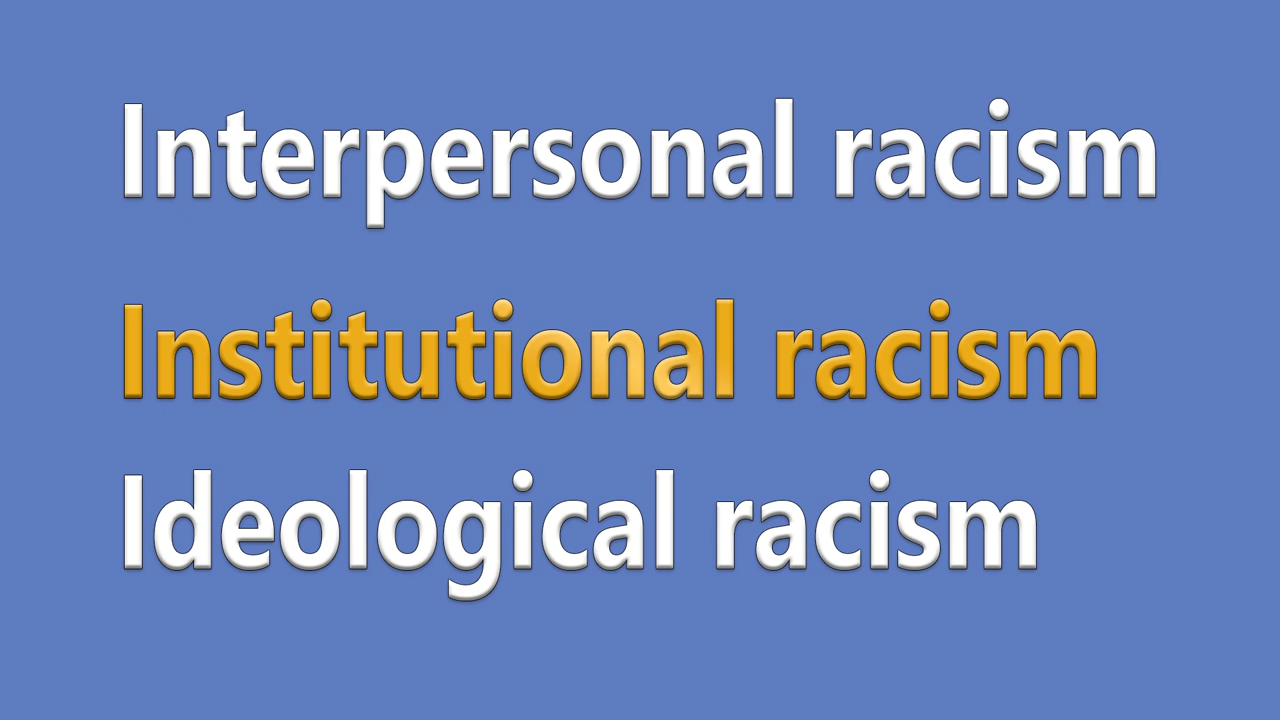 Interpersonal racism
Institutional racism
Ideological racism